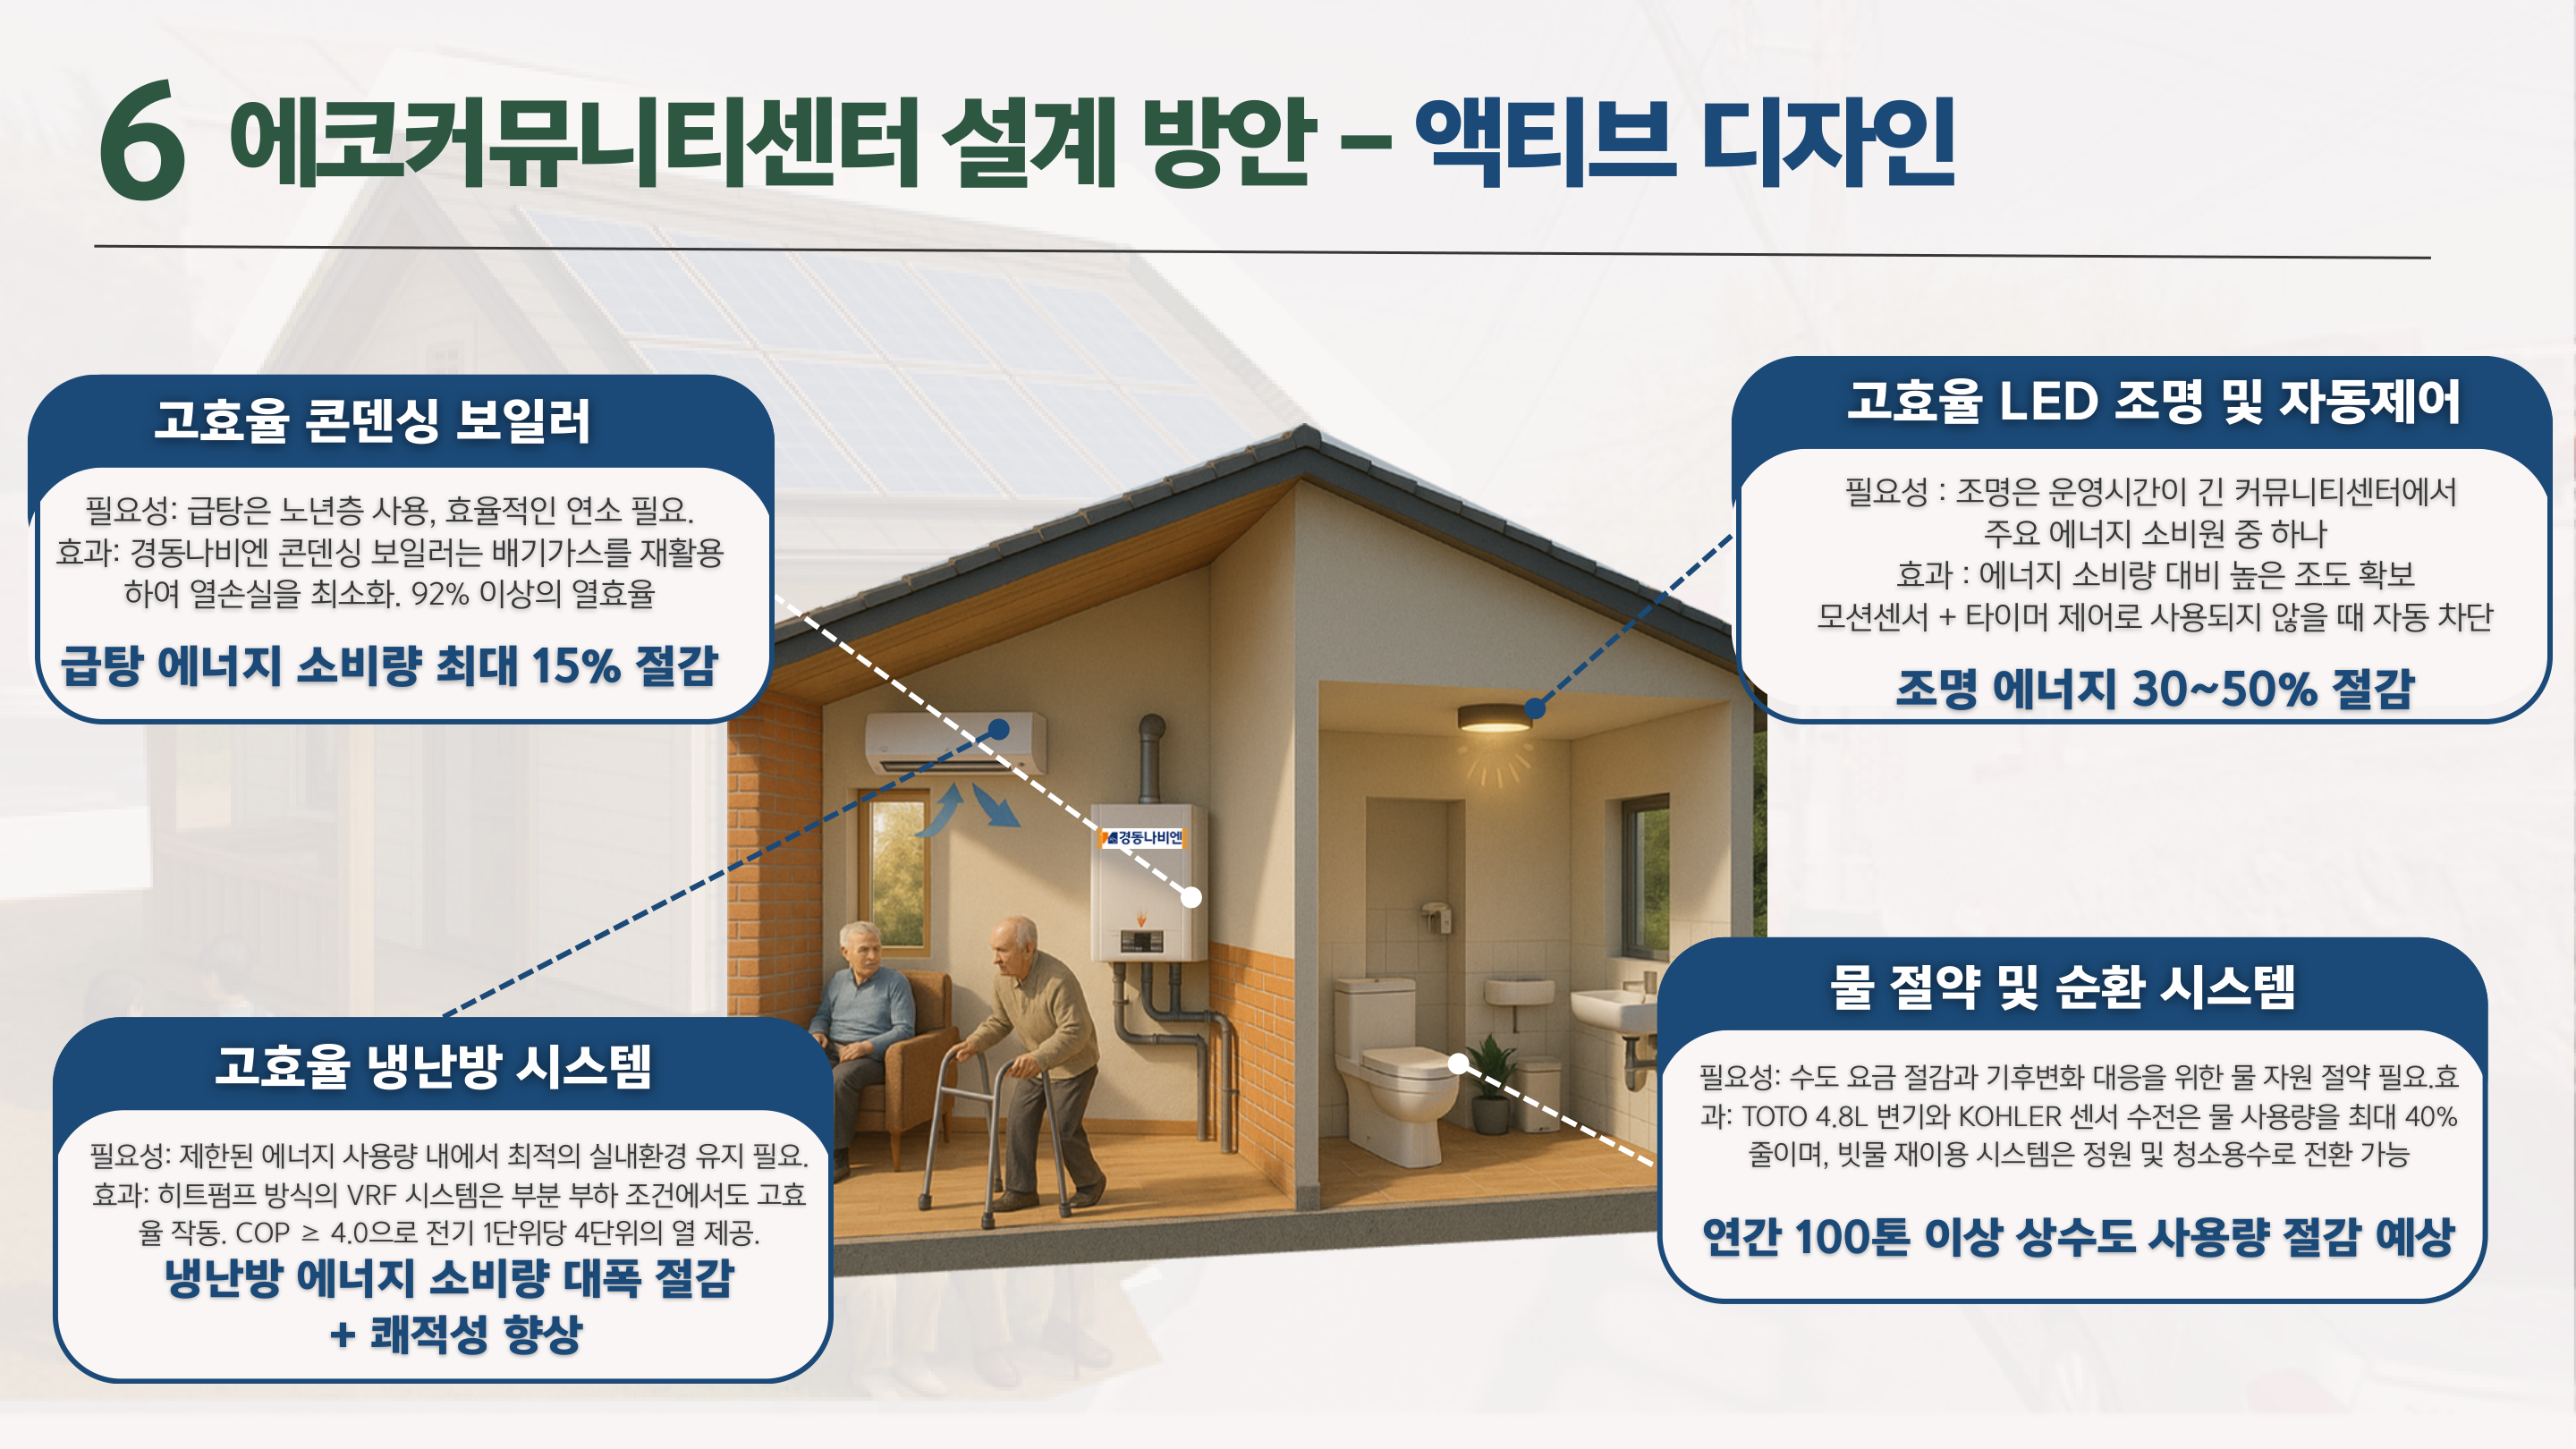 6 에코커뮤니티센터 설계 방안 – 액티브 디자인
고효율 콘덴싱 보일러
필요성: 급탕은 노년층 사용, 효율적인 연소 필요.
효과: 경동나비엔 콘덴싱 보일러는 배기가스를 재활용
하여 열손실을 최소화. 92% 이상의 열효율
급탕 에너지 소비량 최대 15% 절감
고효율 LED 조명 및 자동제어
필요성 : 조명은 운영시간이 긴 커뮤니티센터에서
주요 에너지 소비원 중 하나
효과 : 에너지 소비량 대비 높은 조도 확보
모션센서 + 타이머 제어로 사용되지 않을 때 자동 차단
조명 에너지 30~50% 절감
경동나비엔
고효율 냉난방 시스템
필요성: 제한된 에너지 사용량 내에서 최적의 실내환경 유지 필요.
효과: 히트펌프 방식의 VRF 시스템은 부분 부하 조건에서도 고효
율 작동. COP ≥ 4.0으로 전기 1단위당 4단위의 열 제공.
냉난방 에너지 소비량 대폭 절감
+ 쾌적성 향상
물 절약 및 순환 시스템
필요성: 수도 요금 절감과 기후변화 대응을 위한 물 자원 절약 필요.효
과: TOTO 4.8L 변기와 KOHLER 센서 수전은 물 사용량을 최대 40%
줄이며, 빗물 재이용 시스템은 정원 및 청소용수로 전환 가능
연간 100톤 이상 상수도 사용량 절감 예상